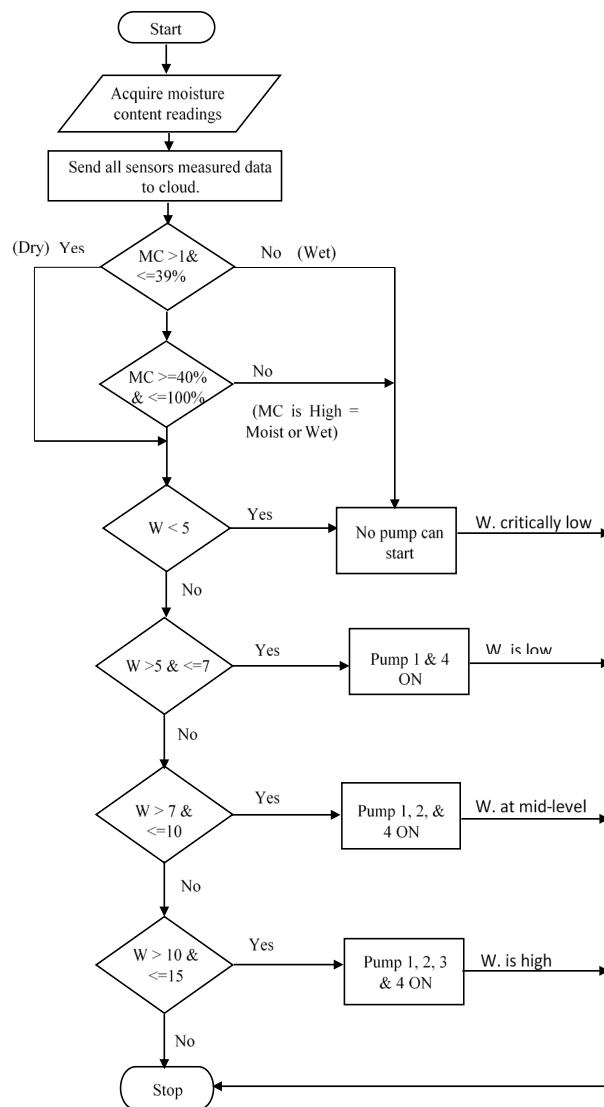 Start
Acquire moisture
content readings
Send all sensors measured data
to cloud.
(Dry) Yes
MC >1&
<=39%
No (Wet)
MC >=40%
& <=100%
No
(MC is High =
Moist or Wet)
W < 5
Yes
No pump can
start
W. critically low
No
W >5 & <=7
Yes
Pump 1 & 4
ON
W. is low
No
W > 7 &
<=10
Yes
Pump 1, 2, &
4 ON
W. at mid-level
No
W > 10 &
<=15
Yes
Pump 1, 2, 3
& 4 ON
W. is high
No
Stop